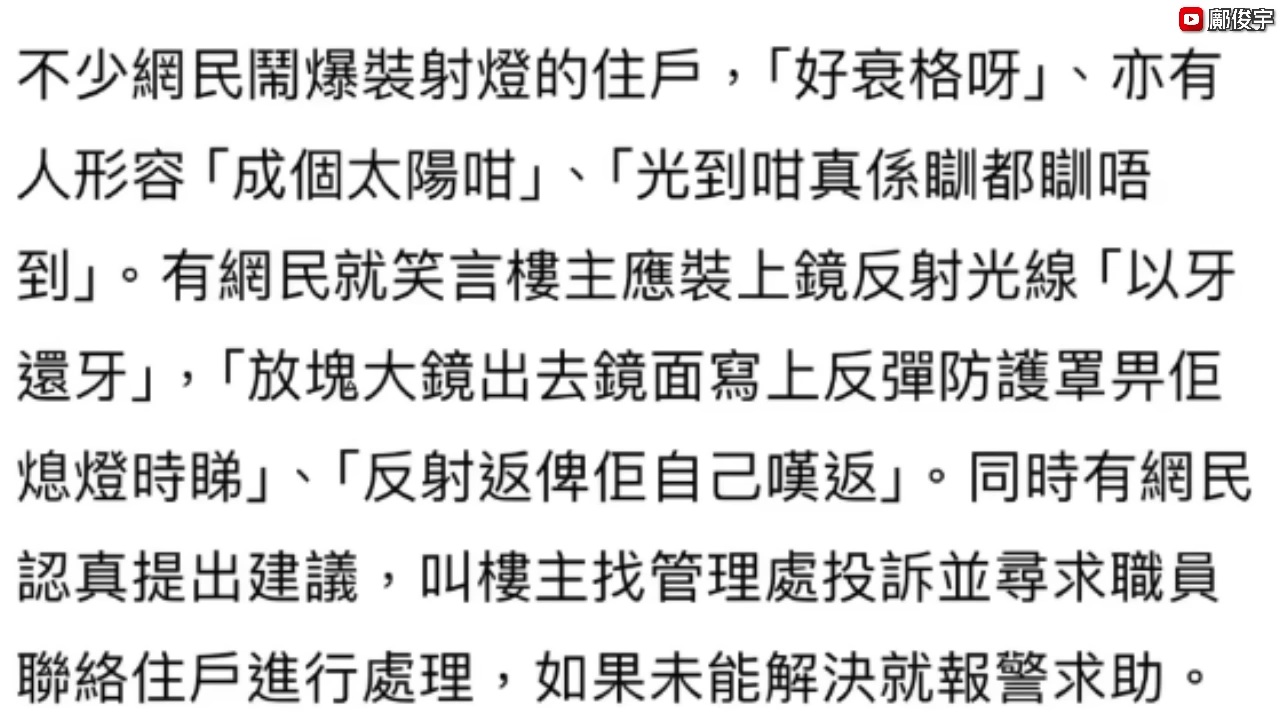 鄺俊宇
不少網民鬧爆裝射燈的住戶，「好衰格呀」、亦有
人形容「成個太陽咁」、「光到咁真係瞓都瞓唔
到」。有網民就笑言樓主應裝上鏡反射光線「以牙
還牙」，「放塊大鏡出去鏡面寫上反彈防護罩畀佢
熄燈時睇」、「反射返俾佢自己嘆返」。同時有網民
認真提出建議，叫樓主找管理處投訴並尋求職員
聯絡住戶進行處理，如果未能解決就報警求助。